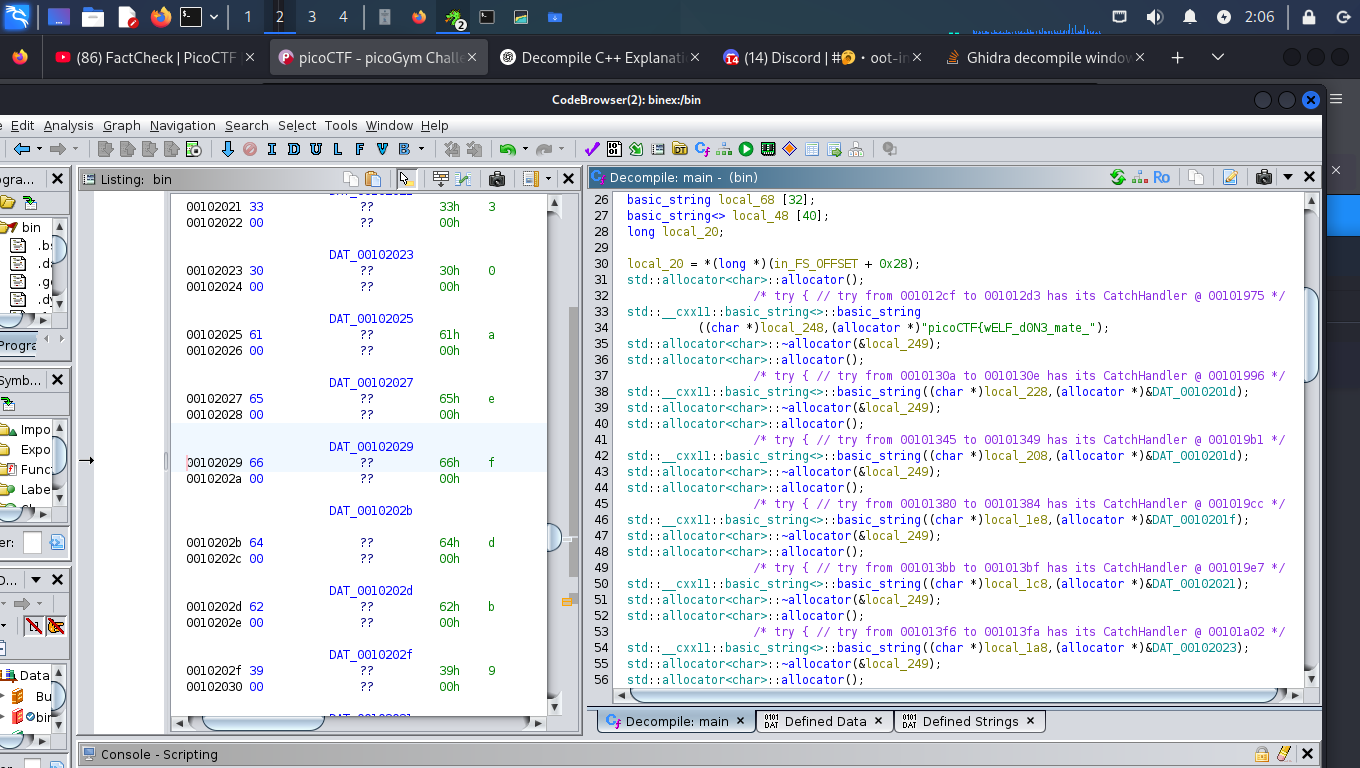 1 2 3 4 2 2:06
(86) FactCheck | PicoCTF
picoCTF - picoGym Challe
Decompile C++ Explanati
(14) Discord | # • oot-in
Ghidra decompile window
CodeBrowser(2): binex:/bin
Edit Analysis Graph Navigation Search Select Tools Window Help
I D U L F V B
ogra...
bin
.bs
.da
.ge
.dy
Progra
Symb...
Impo
Expo
Func
Labe
er:
D...
Data
Bu
bin
Listing: bin
00102021 33 ?? 33h 3
00102022 00 ?? 00h
DAT_00102023
00102023 30 ?? 30h 0
00102024 00 ?? 00h
DAT_00102025
00102025 61 ?? 61h a
00102026 00 ?? 00h
DAT_00102027
00102027 65 ?? 65h e
00102028 00 ?? 00h
DAT_00102029
00102029 66 ?? 66h f
0010202a 00 ?? 00h
DAT_0010202b
0010202b 64 ?? 64h d
0010202c 00 ?? 00h
DAT_0010202d
0010202d 62 ?? 62h b
0010202e 00 ?? 00h
DAT_0010202f
0010202f 39 ?? 39h 9
00102030 00 ?? 00h
Decompile: main - (bin)
Ro
26 basic_string local_68 [32];
27 basic_string<> local_48 [40];
28 long local_20;
29
30 local_20 = *(long *)(in_FS_OFFSET + 0x28);
31 std::allocator<char>::allocator();
32 /* try { // try from 001012cf to 001012d3 has its CatchHandler @ 00101975 */
33 std::__cxx11::basic_string<>::basic_string
34 ((char *)local_248,(allocator *)"picoCTF{wELF_d0N3_mate_");
35 std::allocator<char>::~allocator(&local_249);
36 std::allocator<char>::allocator();
37 /* try { // try from 0010130a to 0010130e has its CatchHandler @ 00101996 */
38 std::__cxx11::basic_string<>::basic_string((char *)local_228,(allocator *)&DAT_0010201d);
39 std::allocator<char>::~allocator(&local_249);
40 std::allocator<char>::allocator();
41 /* try { // try from 00101345 to 00101349 has its CatchHandler @ 001019b1 */
42 std::__cxx11::basic_string<>::basic_string((char *)local_208,(allocator *)&DAT_0010201d);
43 std::allocator<char>::~allocator(&local_249);
44 std::allocator<char>::allocator();
45 /* try { // try from 00101380 to 00101384 has its CatchHandler @ 001019cc */
46 std::__cxx11::basic_string<>::basic_string((char *)local_1e8,(allocator *)&DAT_0010201f);
47 std::allocator<char>::~allocator(&local_249);
48 std::allocator<char>::allocator();
49 /* try { // try from 001013bb to 001013bf has its CatchHandler @ 001019e7 */
50 std::__cxx11::basic_string<>::basic_string((char *)local_1c8,(allocator *)&DAT_00102021);
51 std::allocator<char>::~allocator(&local_249);
52 std::allocator<char>::allocator();
53 /* try { // try from 001013f6 to 001013fa has its CatchHandler @ 00101a02 */
54 std::__cxx11::basic_string<>::basic_string((char *)local_1a8,(allocator *)&DAT_00102023);
55 std::allocator<char>::~allocator(&local_249);
56 std::allocator<char>::allocator();
Decompile: main
Defined Data
Defined Strings
Console - Scripting